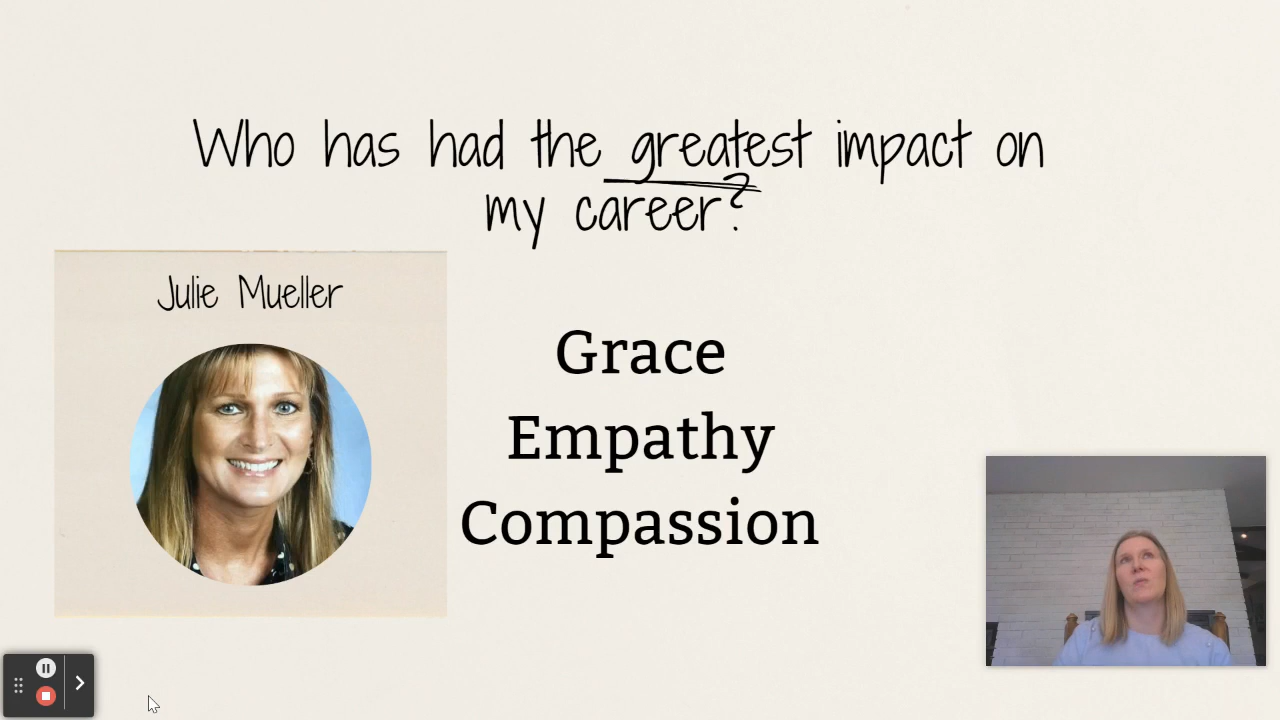 Who has had the greatest impact on
my career?
Julie Mueller
Grace
Empathy
Compassion